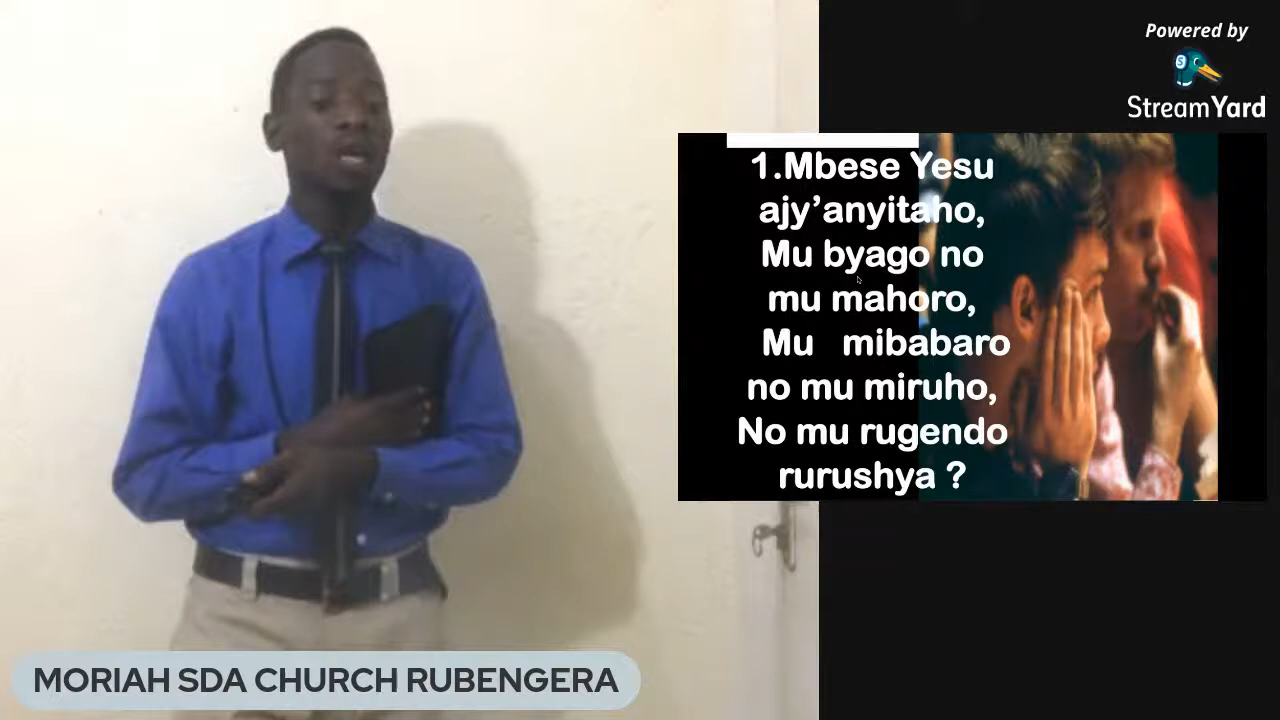 Powered by
StreamYard
1.Mbese Yesu
ajy’anyitaho,
Mu byago no
mu mahoro,
Mu mibabaro
no mu miruho,
No mu rugendo
rurushya ?
MORIAH SDA CHURCH RUBENGERA